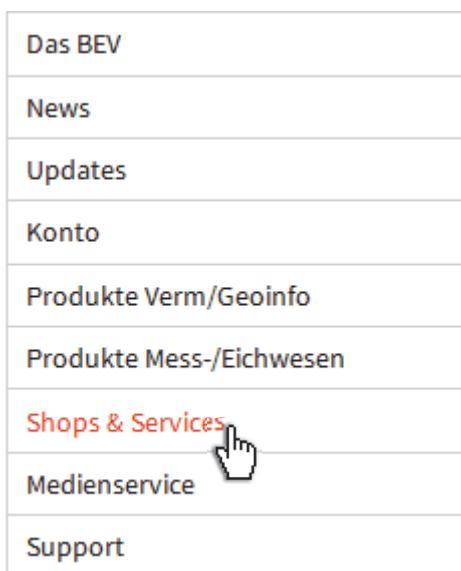 Das BEV
News
Updates
Konto
Produkte Verm/Geoinfo
Produkte Mess-/Eichwesen
Shops & Services
Medienservice
Support